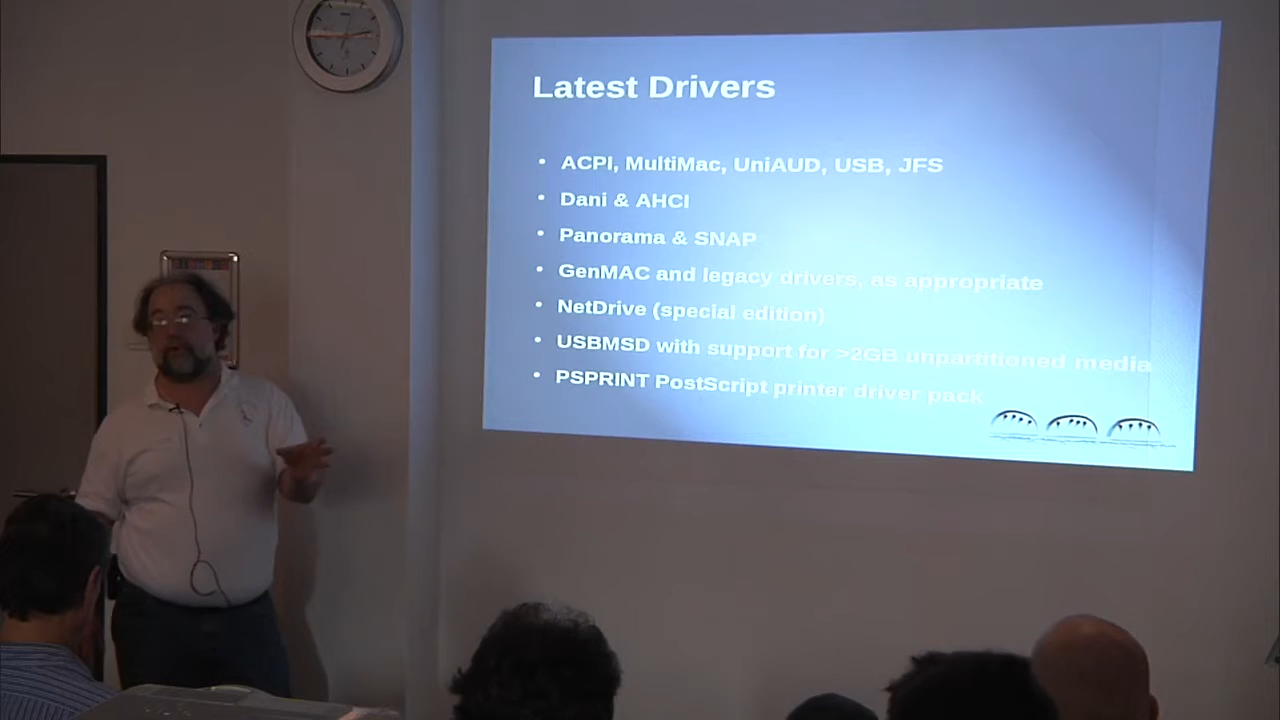 Latest Drivers
• ACPI, MultiMac, UniAUD, USB, JFS
• Dani & AHCI
• Panorama & SNAP
• GenMAC and legacy drivers, as appropriate
• NetDrive (special edition)
• USBMSD with support for >2GB unpartitioned media
• PSPRINT PostScript printer driver pack